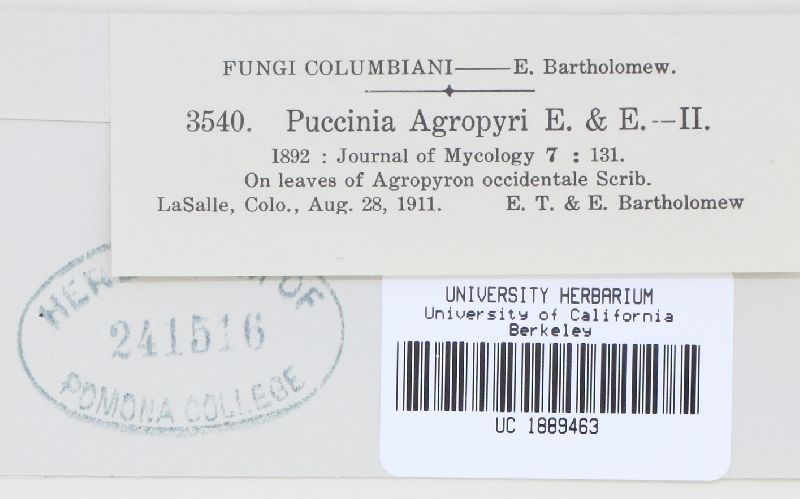 FUNGI COLUMBIANI——E. Bartholomew.
3540. Puccinia Agropyri E. & E.--II.
1892 : Journal of Mycology 7 : 131.
On leaves of Agropyron occidentale Scrib.
LaSalle, Colo., Aug. 28, 1911. E. T. & E. Bartholomew
OF
241516
POMONA COLLEGE
UNIVERSITY HERBARIUM
University of California
Berkeley
UC 1889463